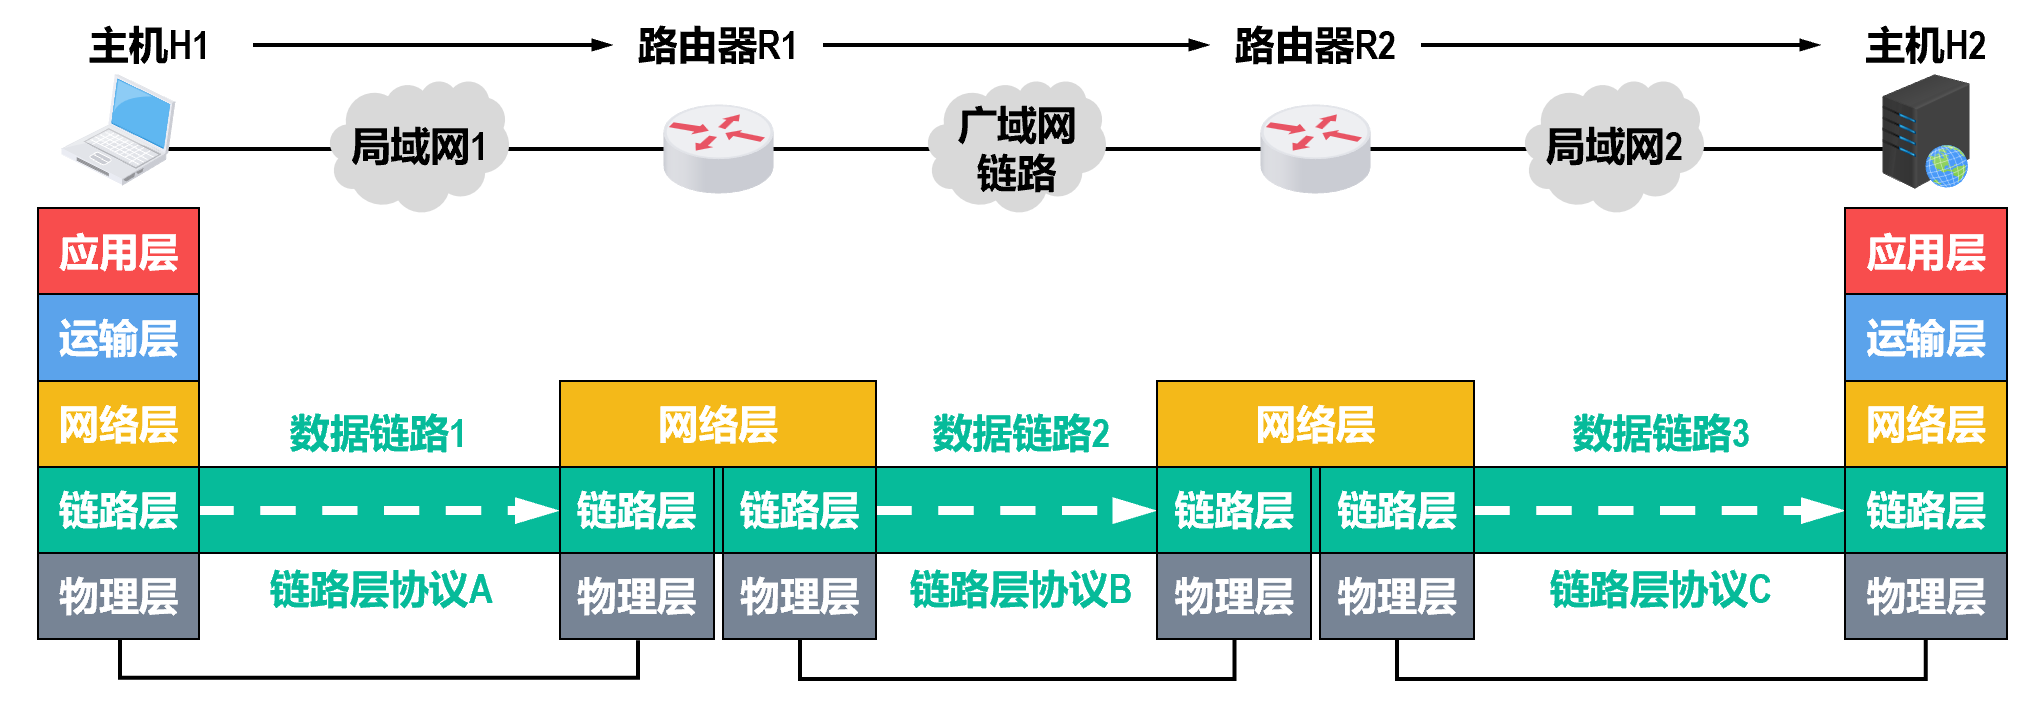 主机H1
路由器R1
路由器R2
主机H2
局域网1
广域网
链路
局域网2
应用层
应用层
运输层
运输层
网络层
数据链路1
网络层
数据链路2
网络层
数据链路3
网络层
链路层
链路层
链路层
链路层
链路层
链路层
物理层
链路层协议A
物理层
物理层
链路层协议B
物理层
物理层
链路层协议C
物理层